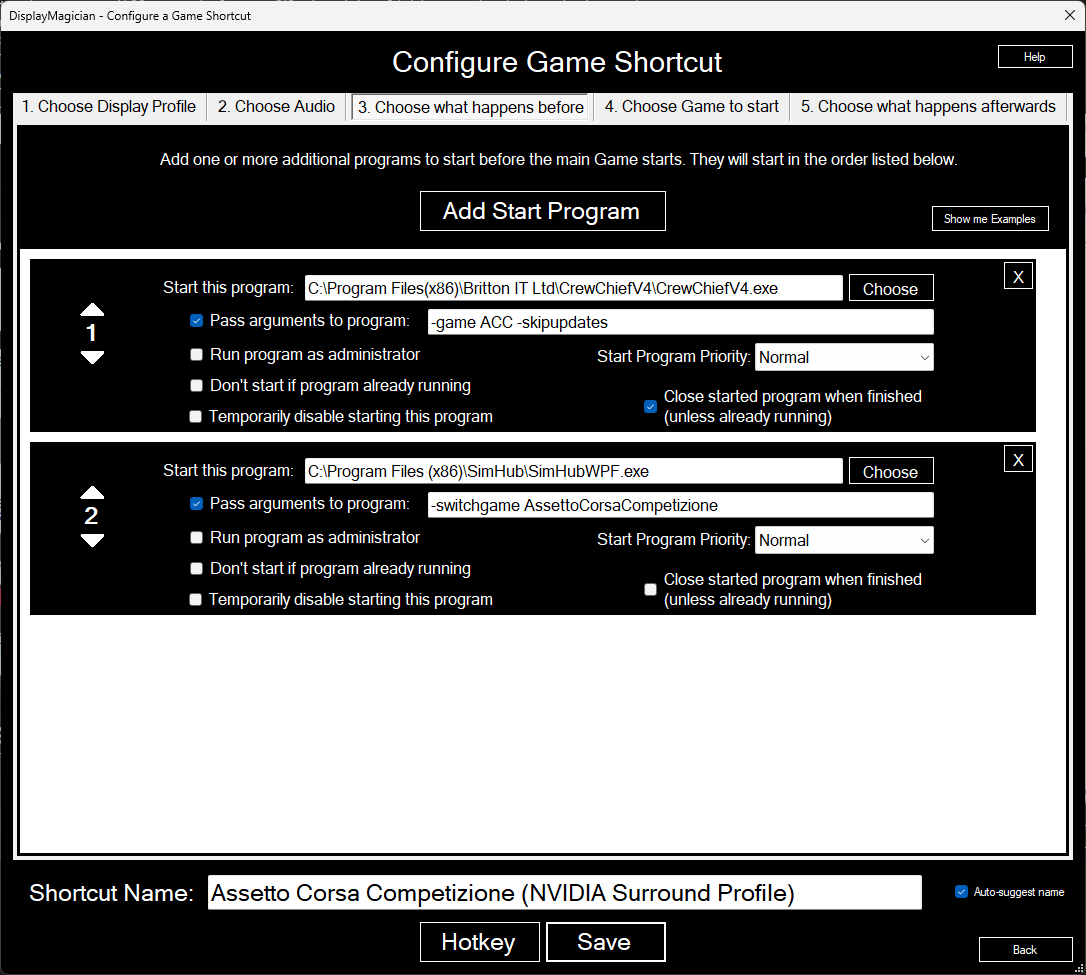 DisplayMagician - Configure a Game Shortcut
Configure Game Shortcut
Help
1. Choose Display Profile
2. Choose Audio
3. Choose what happens before
4. Choose Game to start
5. Choose what happens afterwards
Add one or more additional programs to start before the main Game starts. They will start in the order listed below.
Add Start Program
Show me Examples
X
Start this program:
C:\Program Files(x86)\Britton IT Ltd\CrewChiefV4\CrewChiefV4.exe
Choose
1
Pass arguments to program:
-game ACC -skipupdates
Run program as administrator
Start Program Priority:
Normal
Don't start if program already running
Close started program when finished
(unless already running)
Temporarily disable starting this program
X
Start this program:
C:\Program Files (x86)\SimHub\SimHubWPF.exe
Choose
2
Pass arguments to program:
-switchgame AssettoCorsaCompetizione
Run program as administrator
Start Program Priority:
Normal
Don't start if program already running
Close started program when finished
(unless already running)
Temporarily disable starting this program
Shortcut Name:
Assetto Corsa Competizione (NVIDIA Surround Profile)
Auto-suggest name
Hotkey
Save
Back